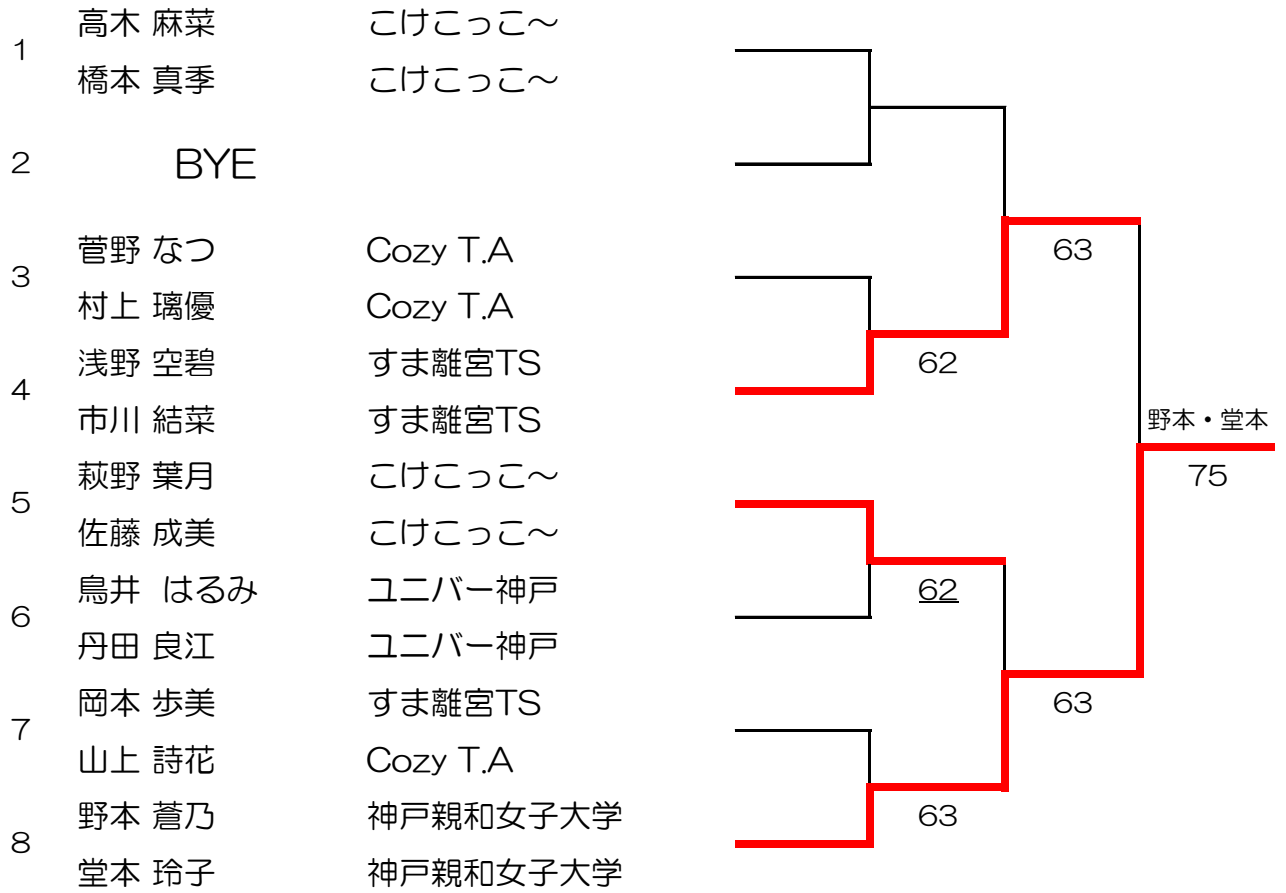 高木 麻菜 こけこっこ～
1
橋本 真季 こけこっこ～
2 BYE
菅野 なつ Cozy T.A
3
村上 璃優 Cozy T.A
浅野 空碧 すま離宮TS
4
市川 結菜 すま離宮TS
萩野 葉月 こけこっこ～
5
佐藤 成美 こけこっこ～
鳥井 はるみ ユニバー神戸
6
丹田 良江 ユニバー神戸
岡本 歩美 すま離宮TS
7
山上 詩花 Cozy T.A
野本 蒼乃 神戸親和女子大学
8
堂本 玲子 神戸親和女子大学
62
62
63
63
63
野本・堂本
75